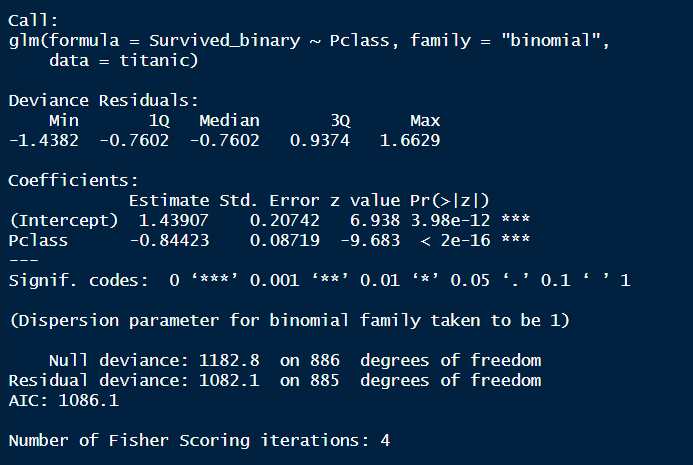 Call:
glm(formula = Survived_binary ~ Pclass, family = "binomial",
    data = titanic)

Deviance Residuals:
    Min       1Q   Median       3Q      Max
-1.4382  -0.7602  -0.7602   0.9374   1.6629

Coefficients:
            Estimate Std. Error z value Pr(>|z|)
(Intercept)  1.43907    0.20742   6.938 3.98e-12 ***
Pclass      -0.84423    0.08719  -9.683  < 2e-16 ***
---
Signif. codes:  0 ‘***’ 0.001 ‘**’ 0.01 ‘*’ 0.05 ‘.’ 0.1 ‘ ’ 1

(Dispersion parameter for binomial family taken to be 1)

    Null deviance: 1182.8  on 886  degrees of freedom
Residual deviance: 1082.1  on 885  degrees of freedom
AIC: 1086.1

Number of Fisher Scoring iterations: 4